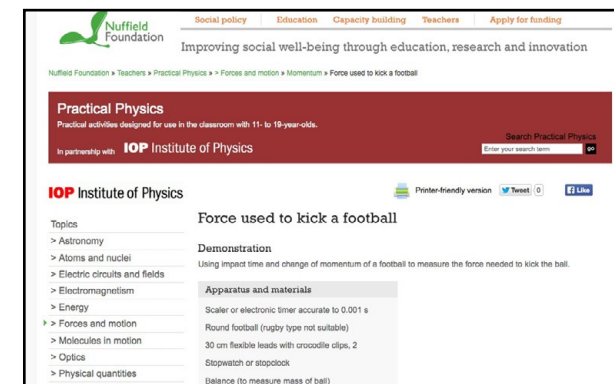 Nuffield
Foundation
Social policy Education Capacity building Teachers Apply for funding
Improving social well-being through education, research and innovation
Nuffield Foundation » Teachers » Practical Physics » > Forces and motion » Momentum » Force used to kick a football
Practical Physics
Practical activities designed for use in the classroom with 11- to 19-year-olds.
In partnership with IOP Institute of Physics
Search Practical Physics
Enter your search term go
IOP Institute of Physics
Printer-friendly version Tweet 0 Like
Topics
> Astronomy
> Atoms and nuclei
> Electric circuits and fields
> Electromagnetism
> Energy
> Forces and motion
> Molecules in motion
> Optics
> Physical quantities
Force used to kick a football
Demonstration
Using impact time and change of momentum of a football to measure the force needed to kick the ball.
Apparatus and materials
Scaler or electronic timer accurate to 0.001 s
Round football (rugby type not suitable)
30 cm flexible leads with crocodile clips, 2
Stopwatch or stopclock
Balance (to measure mass of ball)